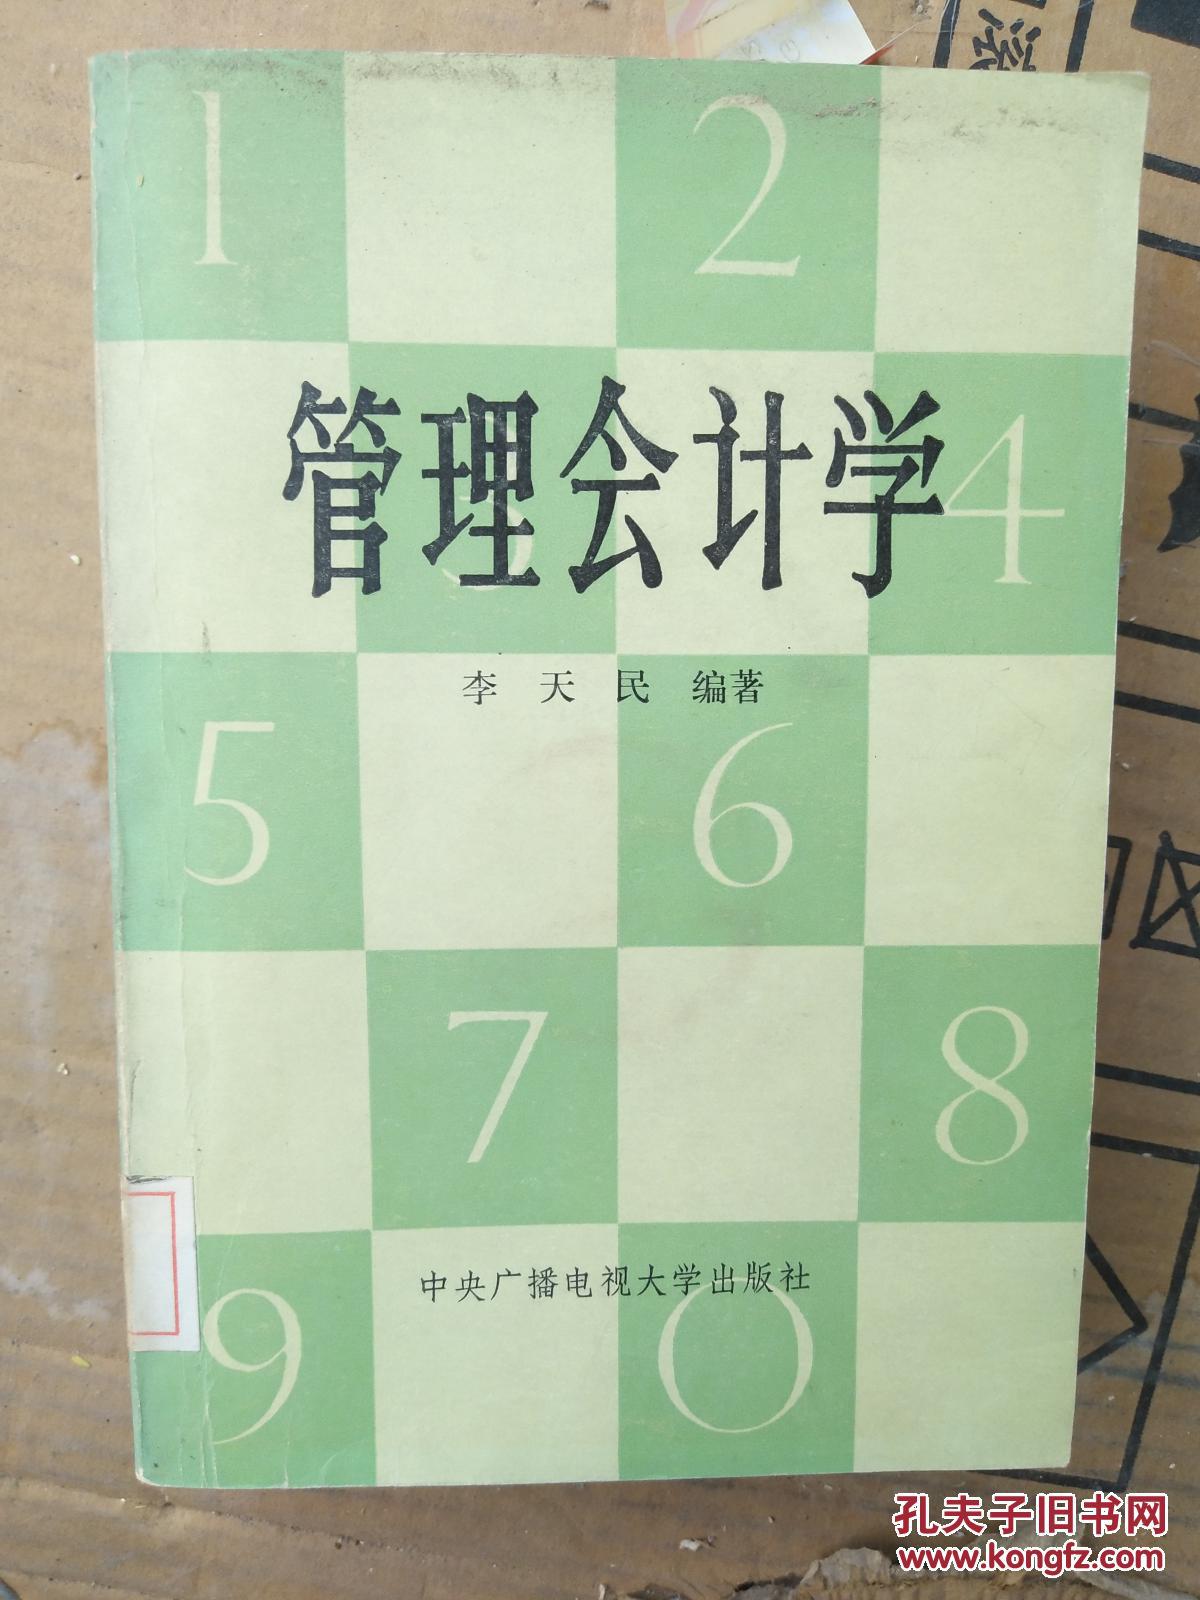 1 2
管理会计学
3 4
李天民 编著
5 6
7 8
中央广播电视大学出版社
9 0
孔夫子旧书网
www.kongfz.com